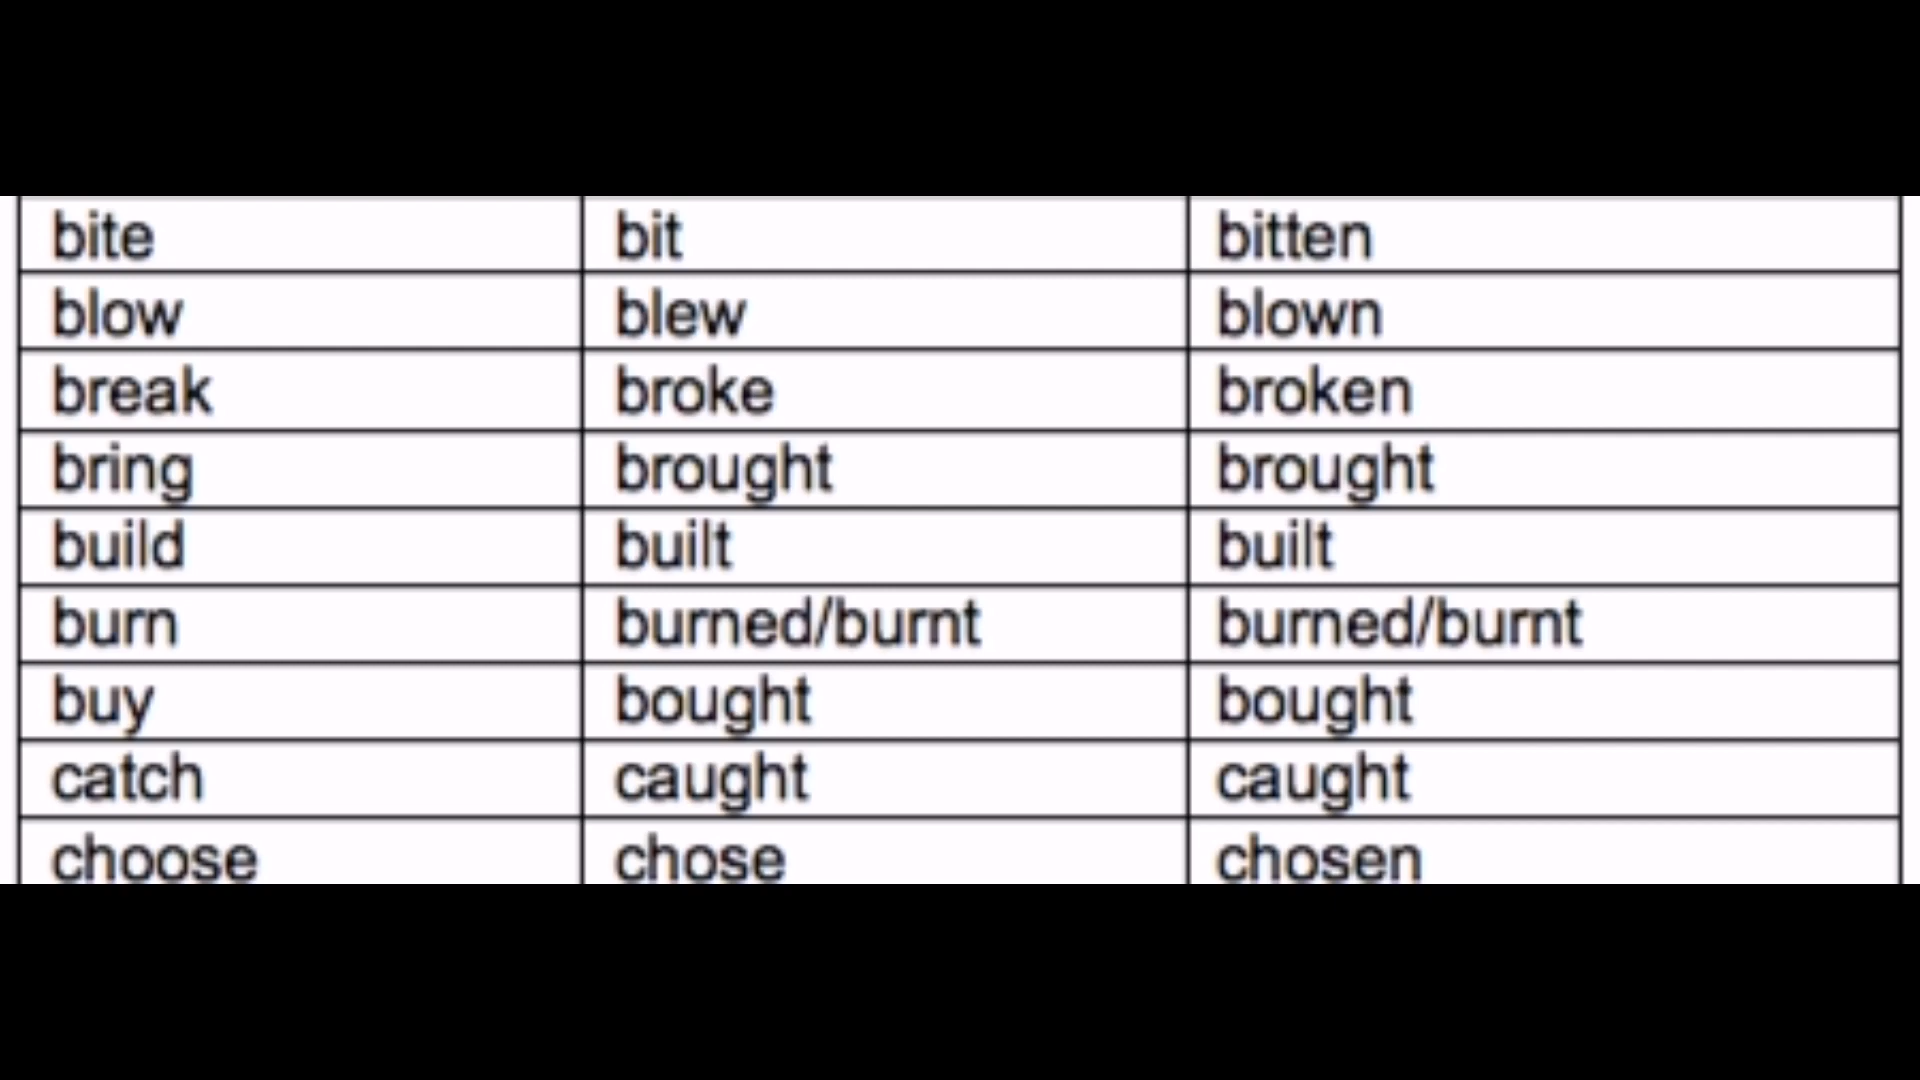 bite bit bitten
blow blew blown
break broke broken
bring brought brought
build built built
burn burned/burnt burned/burnt
buy bought bought
catch caught caught
choose chose chosen